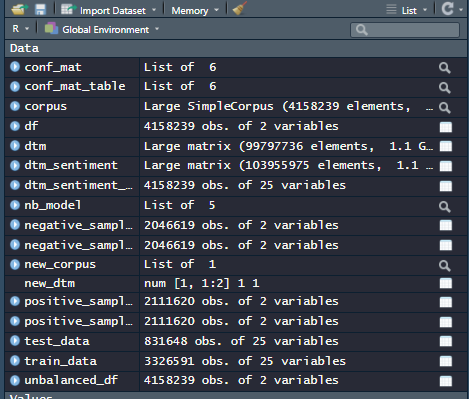 Import Dataset Memory List
R Global Environment
Data
conf_mat List of 6
conf_mat_table List of 6
corpus Large SimpleCorpus (4158239 elements, …
df 4158239 obs. of 2 variables
dtm Large matrix (99797736 elements, 1.1 G…
dtm_sentiment Large matrix (103955975 elements, 1.1 …
dtm_sentiment_… 4158239 obs. of 25 variables
nb_model List of 5
negative_sampl… 2046619 obs. of 2 variables
negative_sampl… 2046619 obs. of 2 variables
new_corpus List of 1
new_dtm num [1, 1:2] 1 1
positive_sampl… 2111620 obs. of 2 variables
positive_sampl… 2111620 obs. of 2 variables
test_data 831648 obs. of 25 variables
train_data 3326591 obs. of 25 variables
unbalanced_df 4158239 obs. of 2 variables
Values